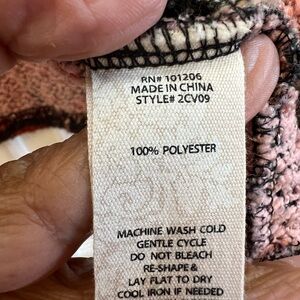 RN# 101206
MADE IN CHINA
STYLE# 2CV09
100% POLYESTER
MACHINE WASH COLD
GENTLE CYCLE
DO NOT BLEACH
RE-SHAPE &
LAY FLAT TO DRY
COOL IRON IF NEEDED